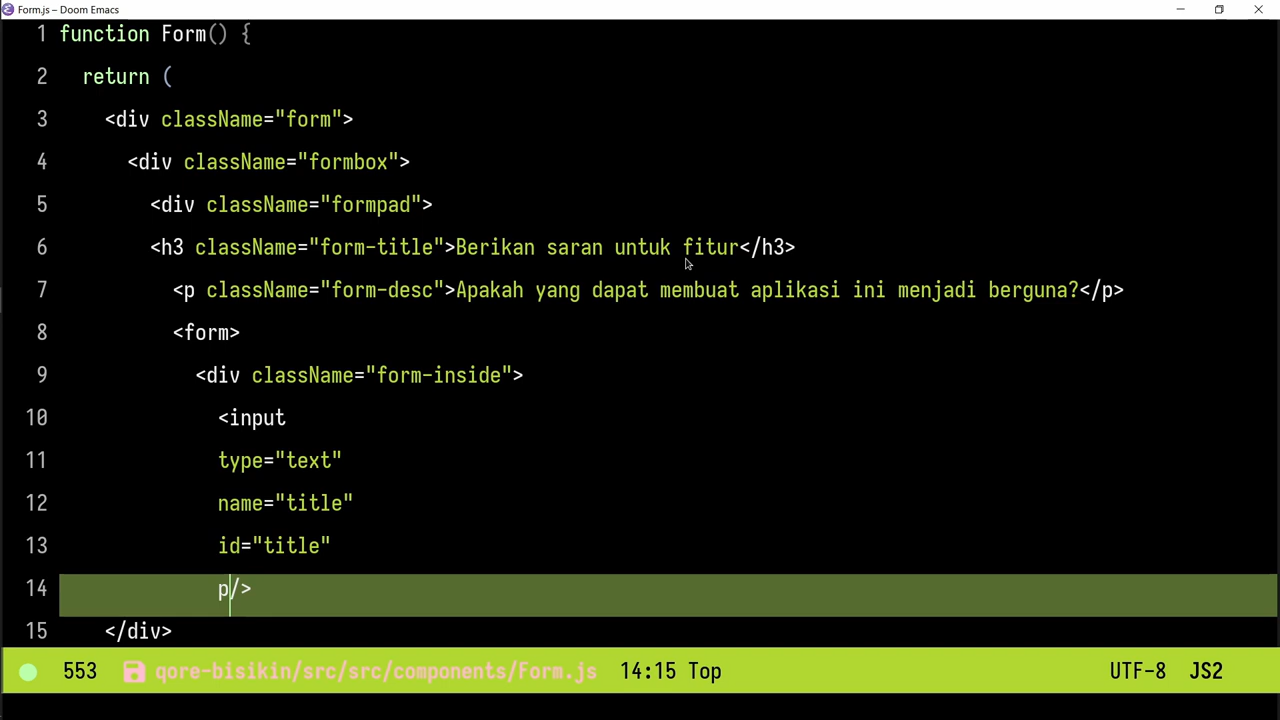 Form.js – Doom Emacs
1 function Form() {
2 return (
3 <div className="form">
4 <div className="formbox">
5 <div className="formpad">
6 <h3 className="form-title">Berikan saran untuk fitur</h3>
7 <p className="form-desc">Apakah yang dapat membuat aplikasi ini menjadi berguna?</p>
8 <form>
9 <div className="form-inside">
10 <input
11 type="text"
12 name="title"
13 id="title"
14 p/>
15 </div>
553 qore-bisikin/src/src/components/Form.js 14:15 Top UTF-8 JS2